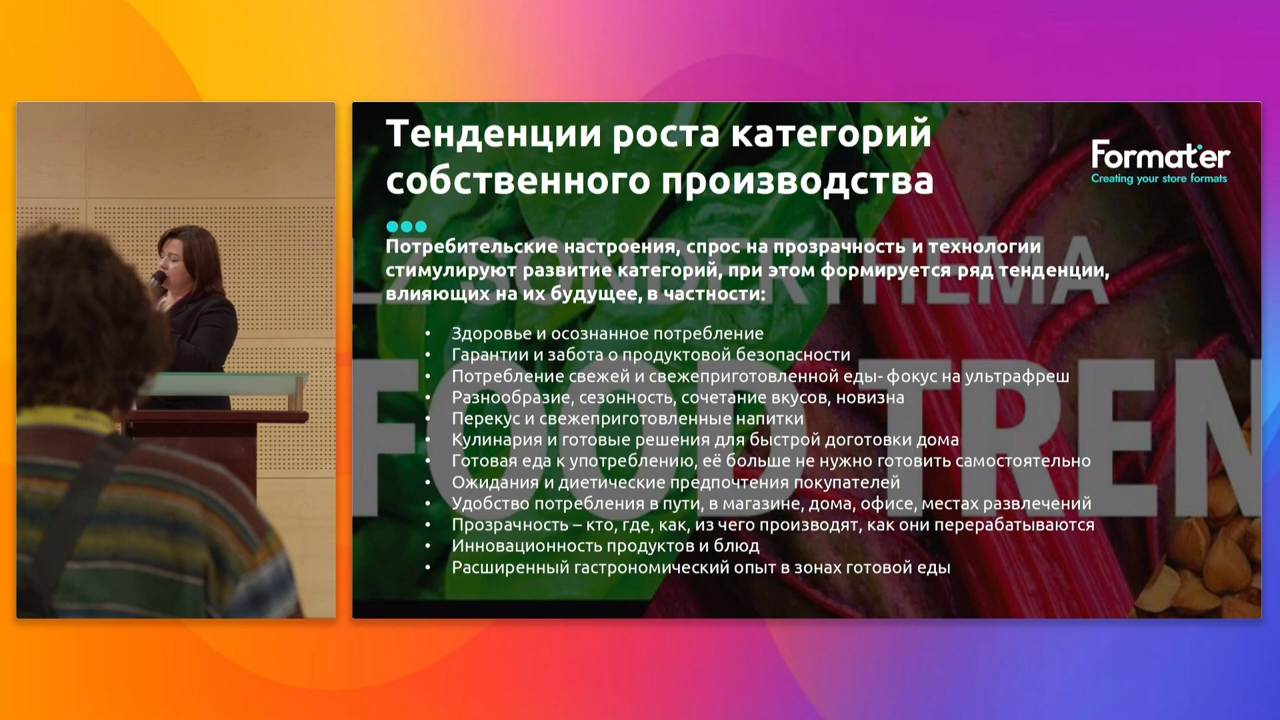 Тенденции роста категорий
собственного производства
Formater
Creating your store formats
Потребительские настроения, спрос на прозрачность и технологии
стимулируют развитие категорий, при этом формируется ряд тенденции,
влияющих на их будущее, в частности:
• Здоровье и осознанное потребление
• Гарантии и забота о продуктовой безопасности
• Потребление свежей и свежеприготовленной еды- фокус на ультрафреш
• Разнообразие, сезонность, сочетание вкусов, новизна
• Перекус и свежеприготовленные напитки
• Кулинария и готовые решения для быстрой доготовки дома
• Готовая еда к употреблению, её больше не нужно готовить самостоятельно
• Ожидания и диетические предпочтения покупателей
• Удобство потребления в пути, в магазине, дома, офисе, местах развлечений
• Прозрачность – кто, где, как, из чего производят, как они перерабатываются
• Инновационность продуктов и блюд
• Расширенный гастрономический опыт в зонах готовой еды
SONDERTHEMA
FOOD TREN